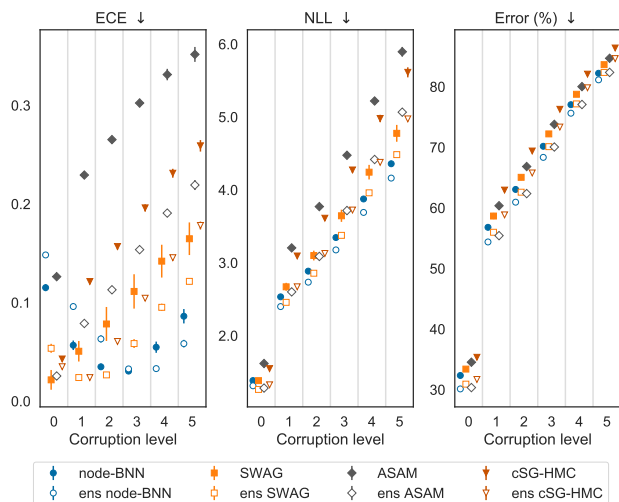 ECE ↓
NLL ↓
Error (%) ↓
0.3
0.2
0.1
0.0
0 1 2 3 4 5
Corruption level
6.0
5.0
4.0
3.0
2.0
0 1 2 3 4 5
Corruption level
80
70
60
50
40
30
0 1 2 3 4 5
Corruption level
node-BNN
SWAG
ASAM
cSG-HMC
ens node-BNN
ens SWAG
ens ASAM
ens cSG-HMC